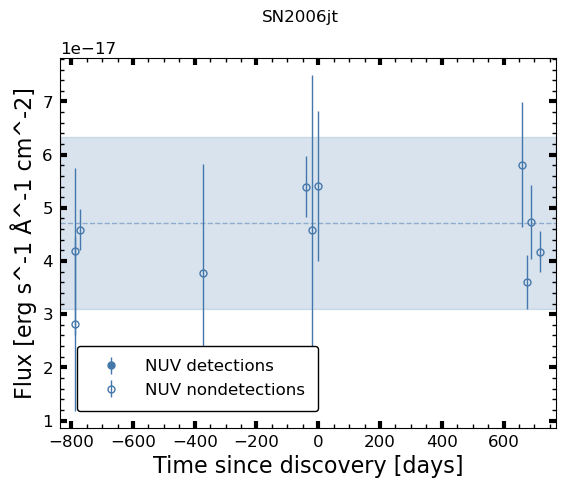 SN2006jt
1e−17
Flux [erg s^-1 Å^-1 cm^-2]
7
6
5
4
3
2
1
NUV detections
NUV nondetections
−800 −600 −400 −200 0 200 400 600
Time since discovery [days]